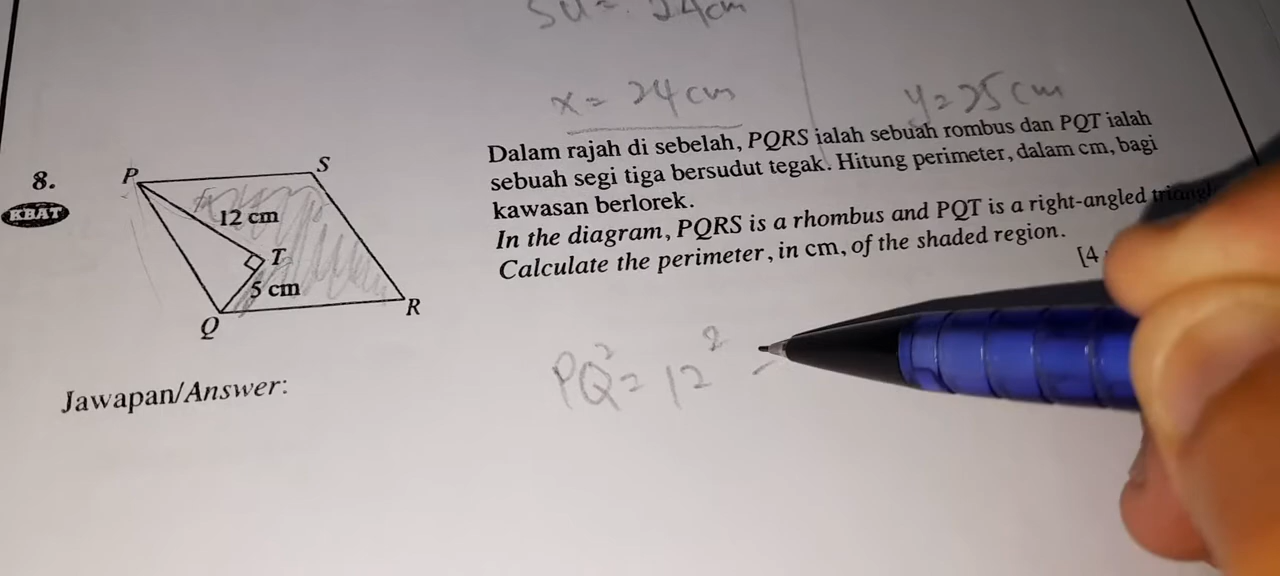 SU = 24cm
x = 24 cm
y = 25 cm
8.
KBAT
P
S
12 cm
T
5 cm
Q
R
Dalam rajah di sebelah, PQRS ialah sebuah rombus dan PQT ialah
sebuah segi tiga bersudut tegak. Hitung perimeter, dalam cm, bagi
kawasan berlorek.
In the diagram, PQRS is a rhombus and PQT is a right-angled
Calculate the perimeter, in cm, of the shaded region.
[4
PQ² = 12²
Jawapan/Answer: